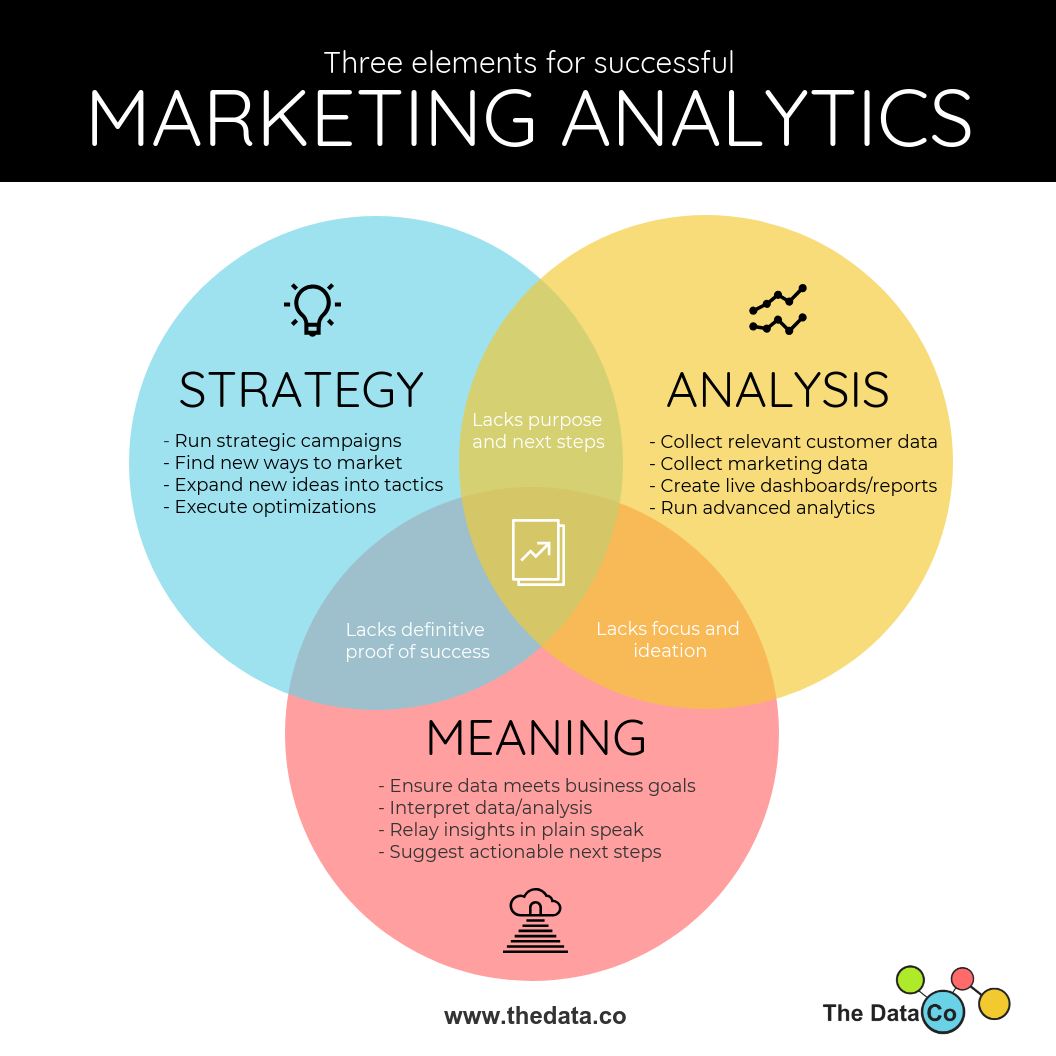 Three elements for successful
MARKETING ANALYTICS
STRATEGY
- Run strategic campaigns
- Find new ways to market
- Expand new ideas into tactics
- Execute optimizations
Lacks purpose
and next steps
ANALYSIS
- Collect relevant customer data
- Collect marketing data
- Create live dashboards/reports
- Run advanced analytics
Lacks definitive
proof of success
Lacks focus and
ideation
MEANING
- Ensure data meets business goals
- Interpret data/analysis
- Relay insights in plain speak
- Suggest actionable next steps
www.thedata.co
The Data Co